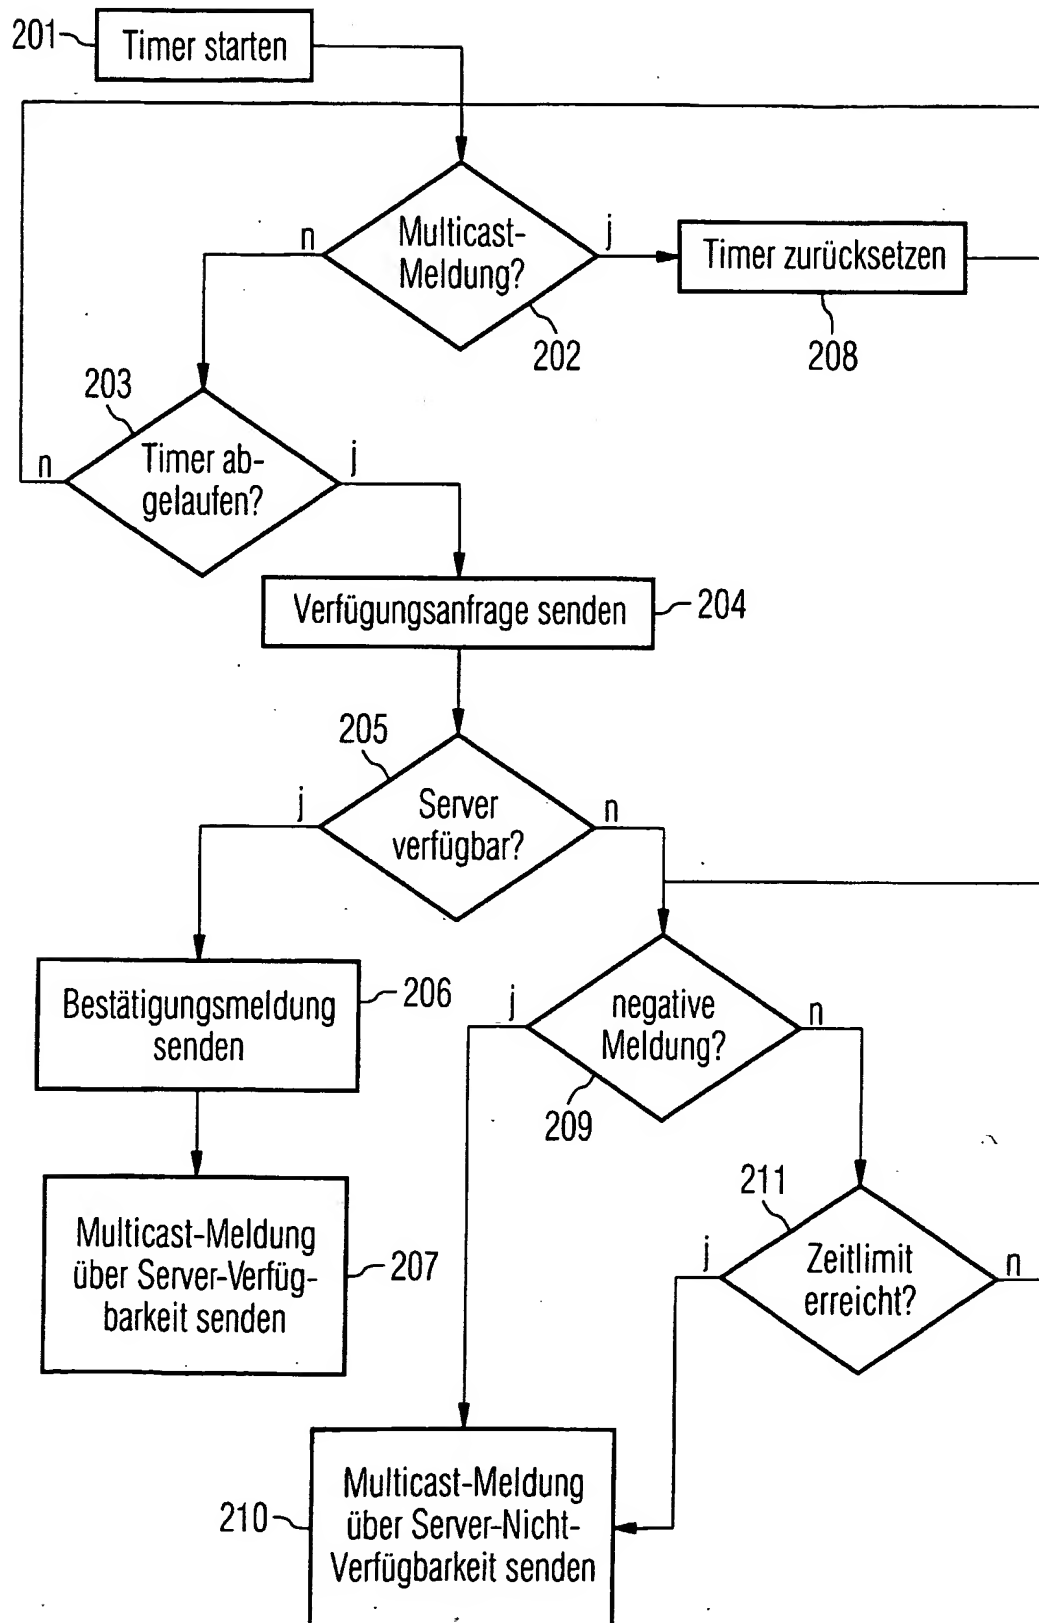 201
Timer starten
n
Multicast-
Meldung?
j
Timer zurücksetzen
202
208
203
n
Timer ab-
gelaufen?
j
Verfügungsanfrage senden
204
205
j
Server
verfügbar?
n
Bestätigungsmeldung
senden
206
j
negative
Meldung?
n
209
Multicast-Meldung
über Server-Verfüg-
barkeit senden
207
211
j
Zeitlimit
erreicht?
n
210
Multicast-Meldung
über Server-Nicht-
Verfügbarkeit senden